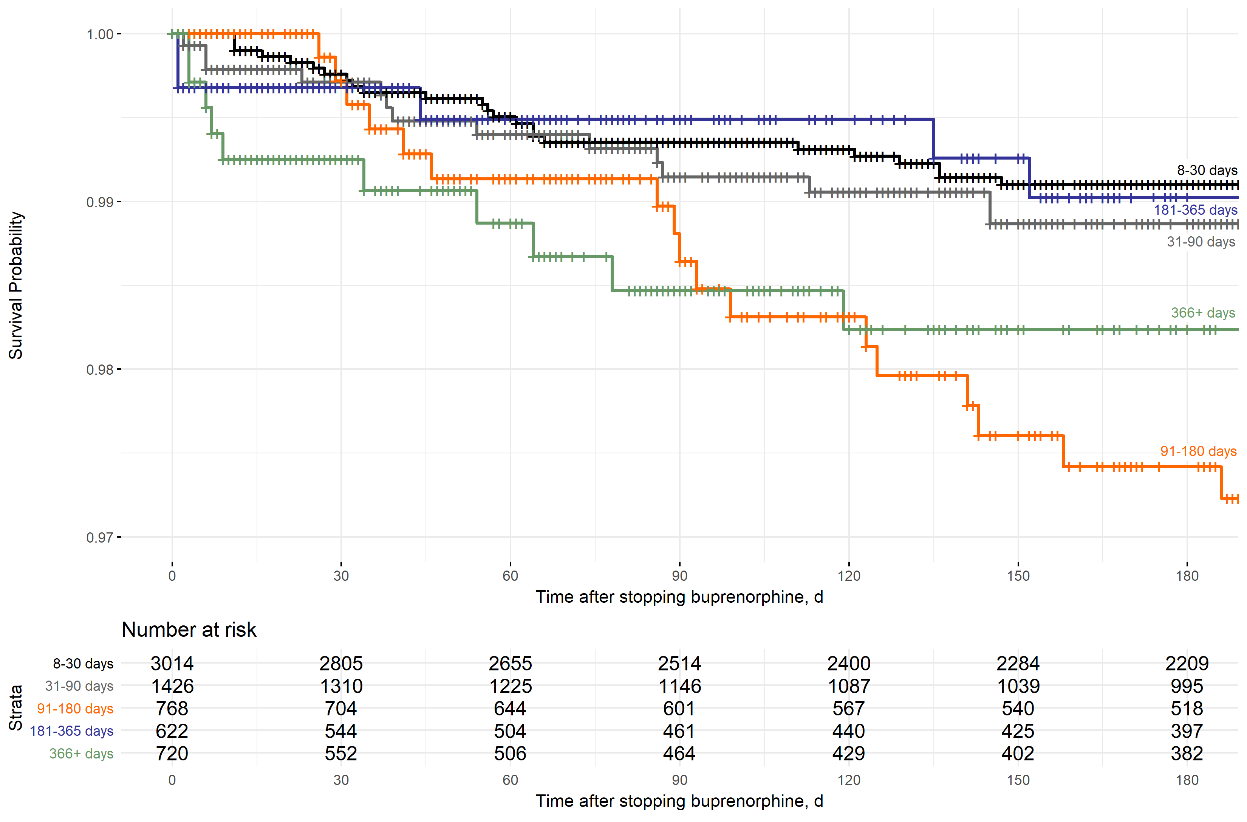 1.00
0.99
0.98
0.97
Survival Probability
8-30 days
181-365 days
31-90 days
366+ days
91-180 days
0 30 60 90 120 150 180
Time after stopping buprenorphine, d
Number at risk
Strata
8-30 days 3014 2805 2655 2514 2400 2284 2209
31-90 days 1426 1310 1225 1146 1087 1039 995
91-180 days 768 704 644 601 567 540 518
181-365 days 622 544 504 461 440 425 397
366+ days 720 552 506 464 429 402 382
0 30 60 90 120 150 180
Time after stopping buprenorphine, d